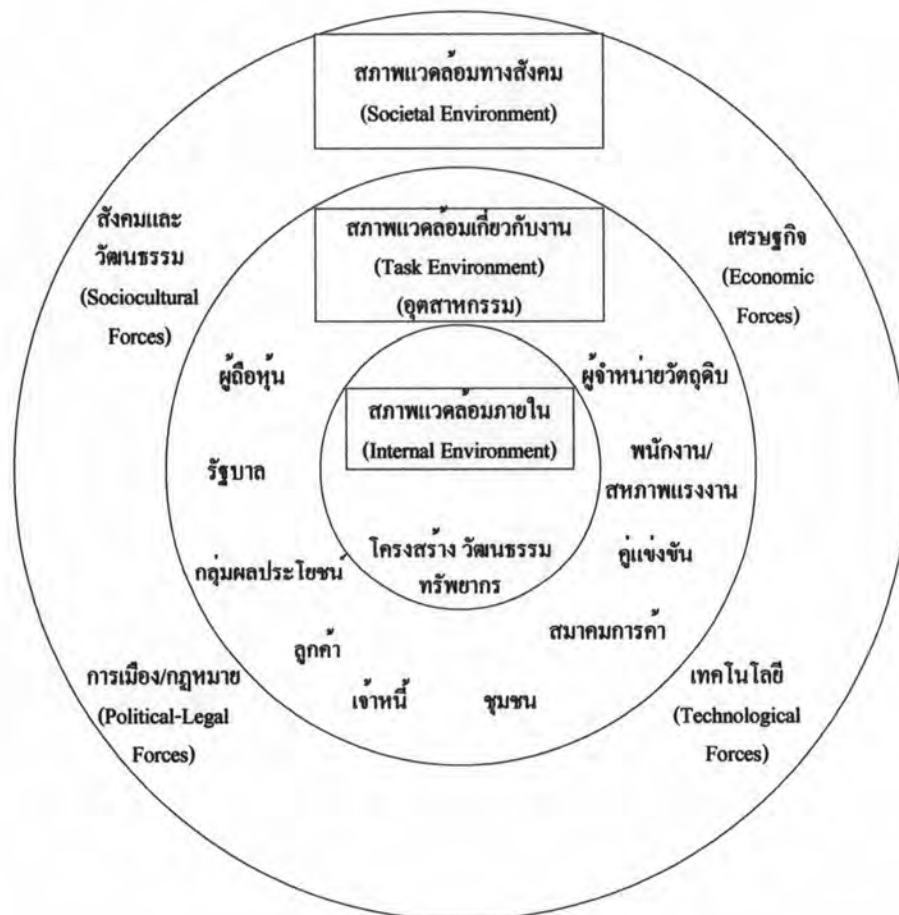 สภาพแวดล้อมทางสังคม
(Societal Environment)
สังคมและ
วัฒนธรรม
(Sociocultural
Forces)
สภาพแวดล้อมเกี่ยวกับงาน
(Task Environment)
(อุตสาหกรรม)
เศรษฐกิจ
(Economic
Forces)
ผู้ถือหุ้น
ผู้จำหน่ายวัตถุดิบ
สภาพแวดล้อมภายใน
(Internal Environment)
รัฐบาล
พนักงาน/
สหภาพแรงงาน
กลุ่มผลประโยชน์
โครงสร้าง วัฒนธรรม
ทรัพยากร
คู่แข่งขัน
ลูกค้า
สมาคมการค้า
เจ้าหนี้
ชุมชน
การเมือง/กฎหมาย
(Political-Legal
Forces)
เทคโนโลยี
(Technological
Forces)